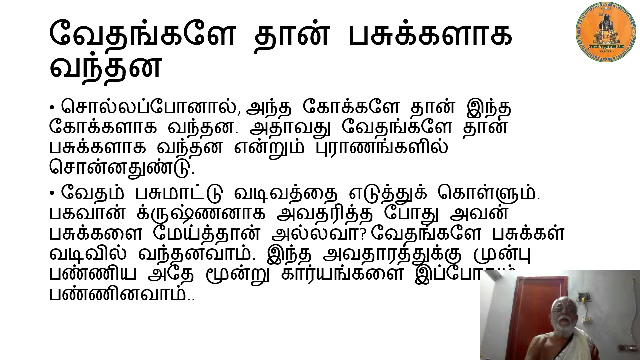 வேதங்களே தான் பசுக்களாக
வந்தன
• சொல்லப்போனால், அந்த கோக்களே தான் இந்த
கோக்களாக வந்தன. அதாவது வேதங்களே தான்
பசுக்களாக வந்தன என்றும் புராணங்களில்
சொன்னதுண்டு.
• வேதம் பசுமாட்டு வடிவத்தை எடுத்துக் கொள்ளும்.
பகவான் க்ருஷ்ணனாக அவதரித்த போது அவன்
பசுக்களை மேய்த்தான் அல்லவா? வேதங்களே பசுக்கள்
வடிவில் வந்தனவாம். இந்த அவதாரத்துக்கு முன்பு
பண்ணிய அதே மூன்று கார்யங்களை
பண்ணினவாம்..